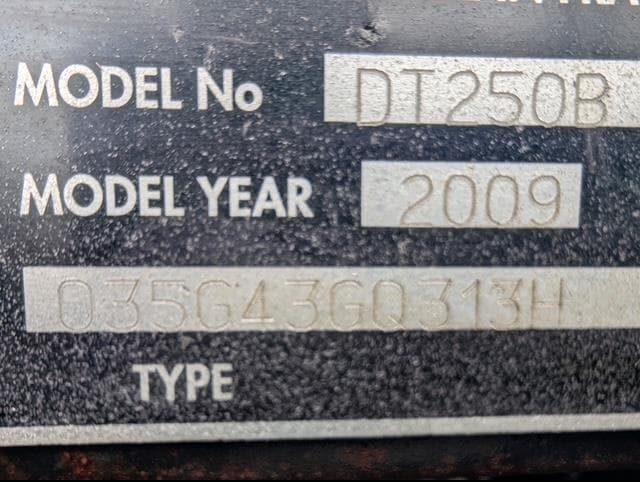 MODEL No DT250B
MODEL YEAR 2009
035G43GQ313H
TYPE